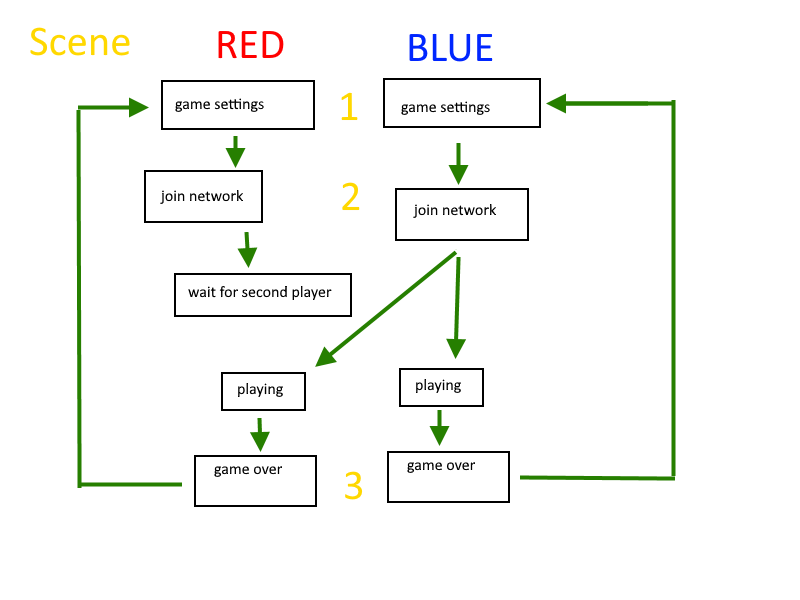 Scene
RED
BLUE
game settings
1
game settings
join network
2
join network
wait for second player
playing
playing
game over
3
game over